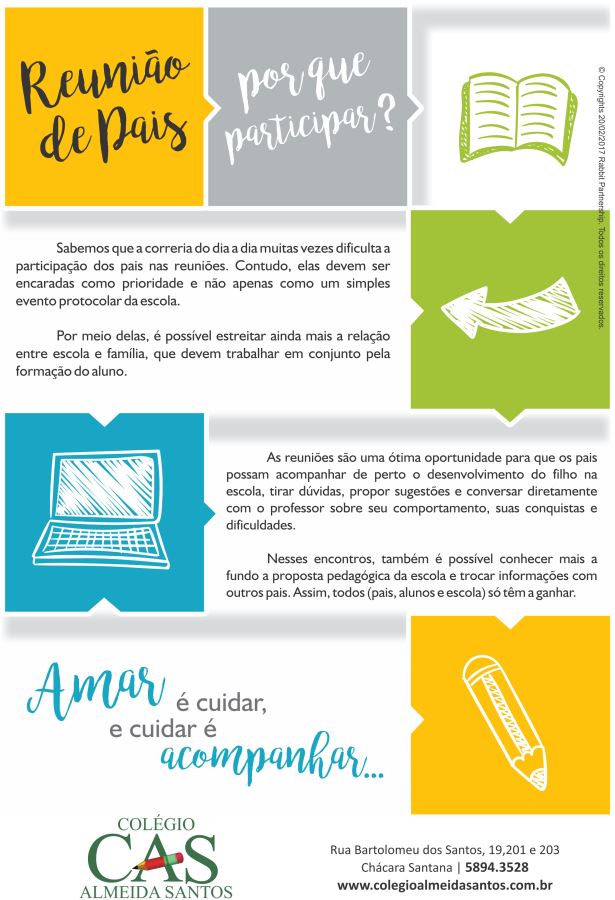 Reunião
de Pais
por que
participar?
© Copyrights 20/02/2017 Rabbit Partnership. Todos os direitos reservados.
Sabemos que a correria do dia a dia muitas vezes dificulta a
participação dos pais nas reuniões. Contudo, elas devem ser
encaradas como prioridade e não apenas como um simples
evento protocolar da escola.
Por meio delas, é possível estreitar ainda mais a relação
entre escola e família, que devem trabalhar em conjunto pela
formação do aluno.
As reuniões são uma ótima oportunidade para que os pais
possam acompanhar de perto o desenvolvimento do filho na
escola, tirar dúvidas, propor sugestões e conversar diretamente
com o professor sobre seu comportamento, suas conquistas e
dificuldades.
Nesses encontros, também é possível conhecer mais a
fundo a proposta pedagógica da escola e trocar informações com
outros pais. Assim, todos (pais, alunos e escola) só têm a ganhar.
Amar é cuidar,
e cuidar é
acompanhar...
COLÉGIO
CAS
ALMEIDA SANTOS
Rua Bartolomeu dos Santos, 19,201 e 203
Chácara Santana | 5894.3528
www.colegioalmeidasantos.com.br